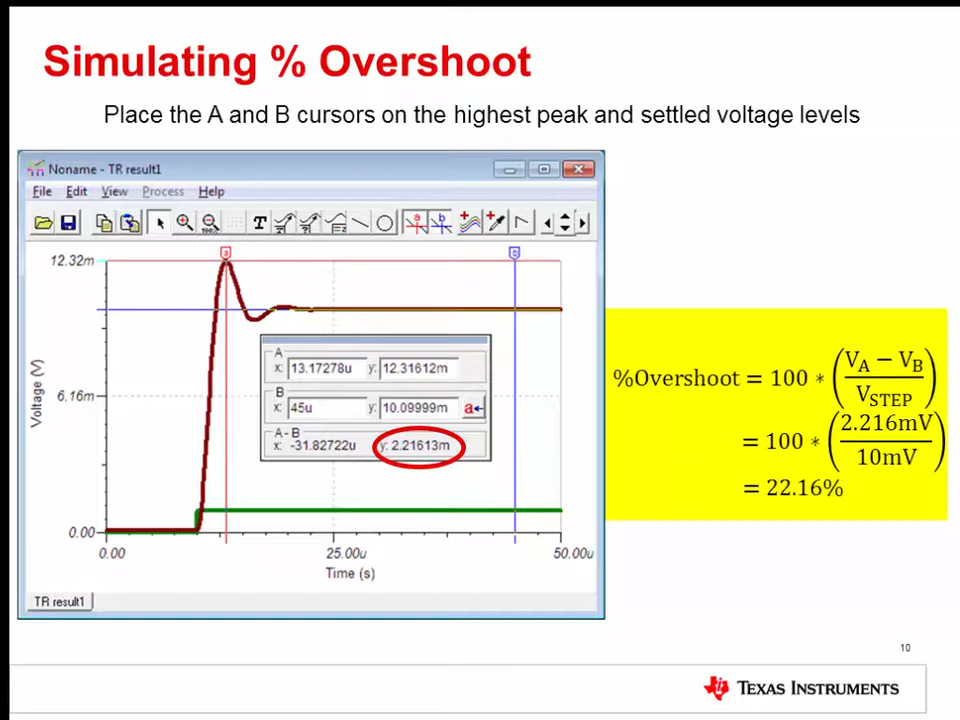 Simulating % Overshoot
Place the A and B cursors on the highest peak and settled voltage levels
Noname - TR result1
File Edit View Process Help
T
100%
a b
a b
12.32m
6.16m
0.00
Voltage (V)
A
x: 13.17278u y: 12.31612m
B
x: 45u y: 10.09999m a
A - B
x: -31.82722u y: 2.21613m
0.00 25.00u 50.00u
Time (s)
TR result1
%Overshoot = 100 ∗ (V_A − V_B / V_STEP)
= 100 ∗ (2.216mV / 10mV)
= 22.16%
10
TEXAS INSTRUMENTS